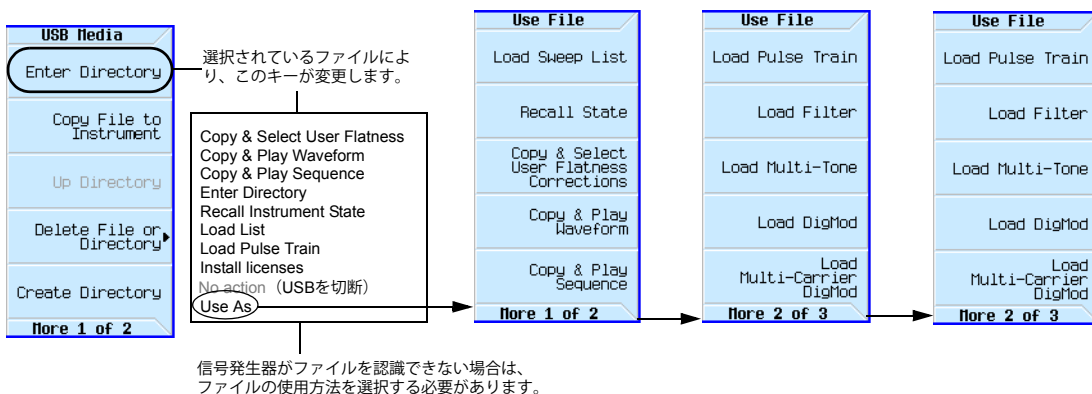 USB Media
Enter Directory
Copy File to
Instrument
Up Directory
Delete File or
Directory
Create Directory
More 1 of 2
選択されているファイルによ
り、このキーが変更します。
Copy & Select User Flatness
Copy & Play Waveform
Copy & Play Sequence
Enter Directory
Recall Instrument State
Load List
Load Pulse Train
Install licenses
No action（USBを切断）
Use As
信号発生器がファイルを認識できない場合は、
ファイルの使用方法を選択する必要があります。
Use File
Load Sweep List
Recall State
Copy & Select
User Flatness
Corrections
Copy & Play
Waveform
Copy & Play
Sequence
More 1 of 2
Use File
Load Pulse Train
Load Filter
Load Multi-Tone
Load DigMod
Load
Multi-Carrier
DigMod
More 2 of 3
Use File
Load Pulse Train
Load Filter
Load Multi-Tone
Load DigMod
Load
Multi-Carrier
DigMod
More 2 of 3